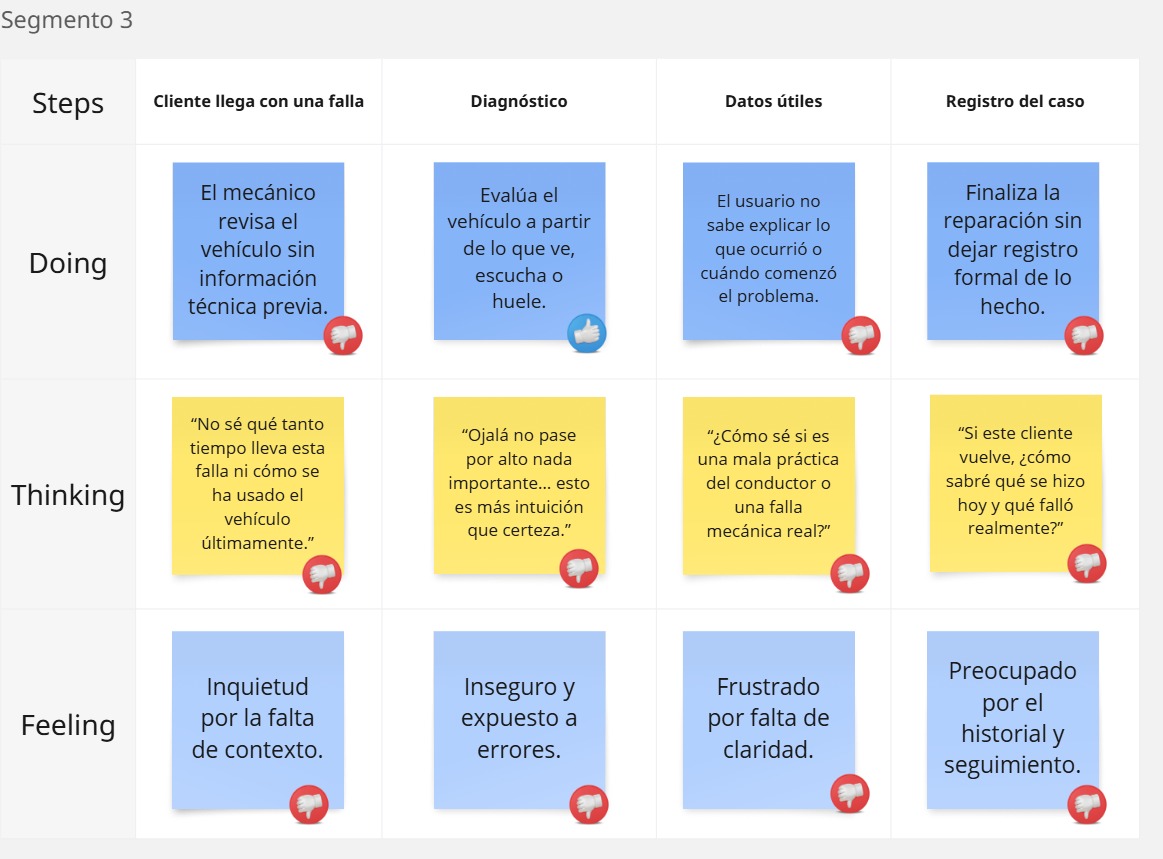 Segmento 3
Steps
Cliente llega con una falla
Diagnóstico
Datos útiles
Registro del caso
Doing
El mecánico
revisa el
vehículo sin
información
técnica previa.
Evalúa el
vehículo a partir
de lo que ve,
escucha o
huele.
El usuario no
sabe explicar lo
que ocurrió o
cuándo comenzó
el problema.
Finaliza la
reparación sin
dejar registro
formal de lo
hecho.
Thinking
“No sé qué tanto
tiempo lleva esta
falla ni cómo se
ha usado el
vehículo
últimamente.”
“Ojalá no pase
por alto nada
importante... esto
es más intuición
que certeza.”
“¿Cómo sé si es
una mala práctica
del conductor o
una falla
mecánica real?”
“Si este cliente
vuelve, ¿cómo
sabré qué se hizo
hoy y qué falló
realmente?”
Feeling
Inquietud
por la falta
de contexto.
Inseguro y
expuesto a
errores.
Frustrado
por falta de
claridad.
Preocupado
por el
historial y
seguimiento.